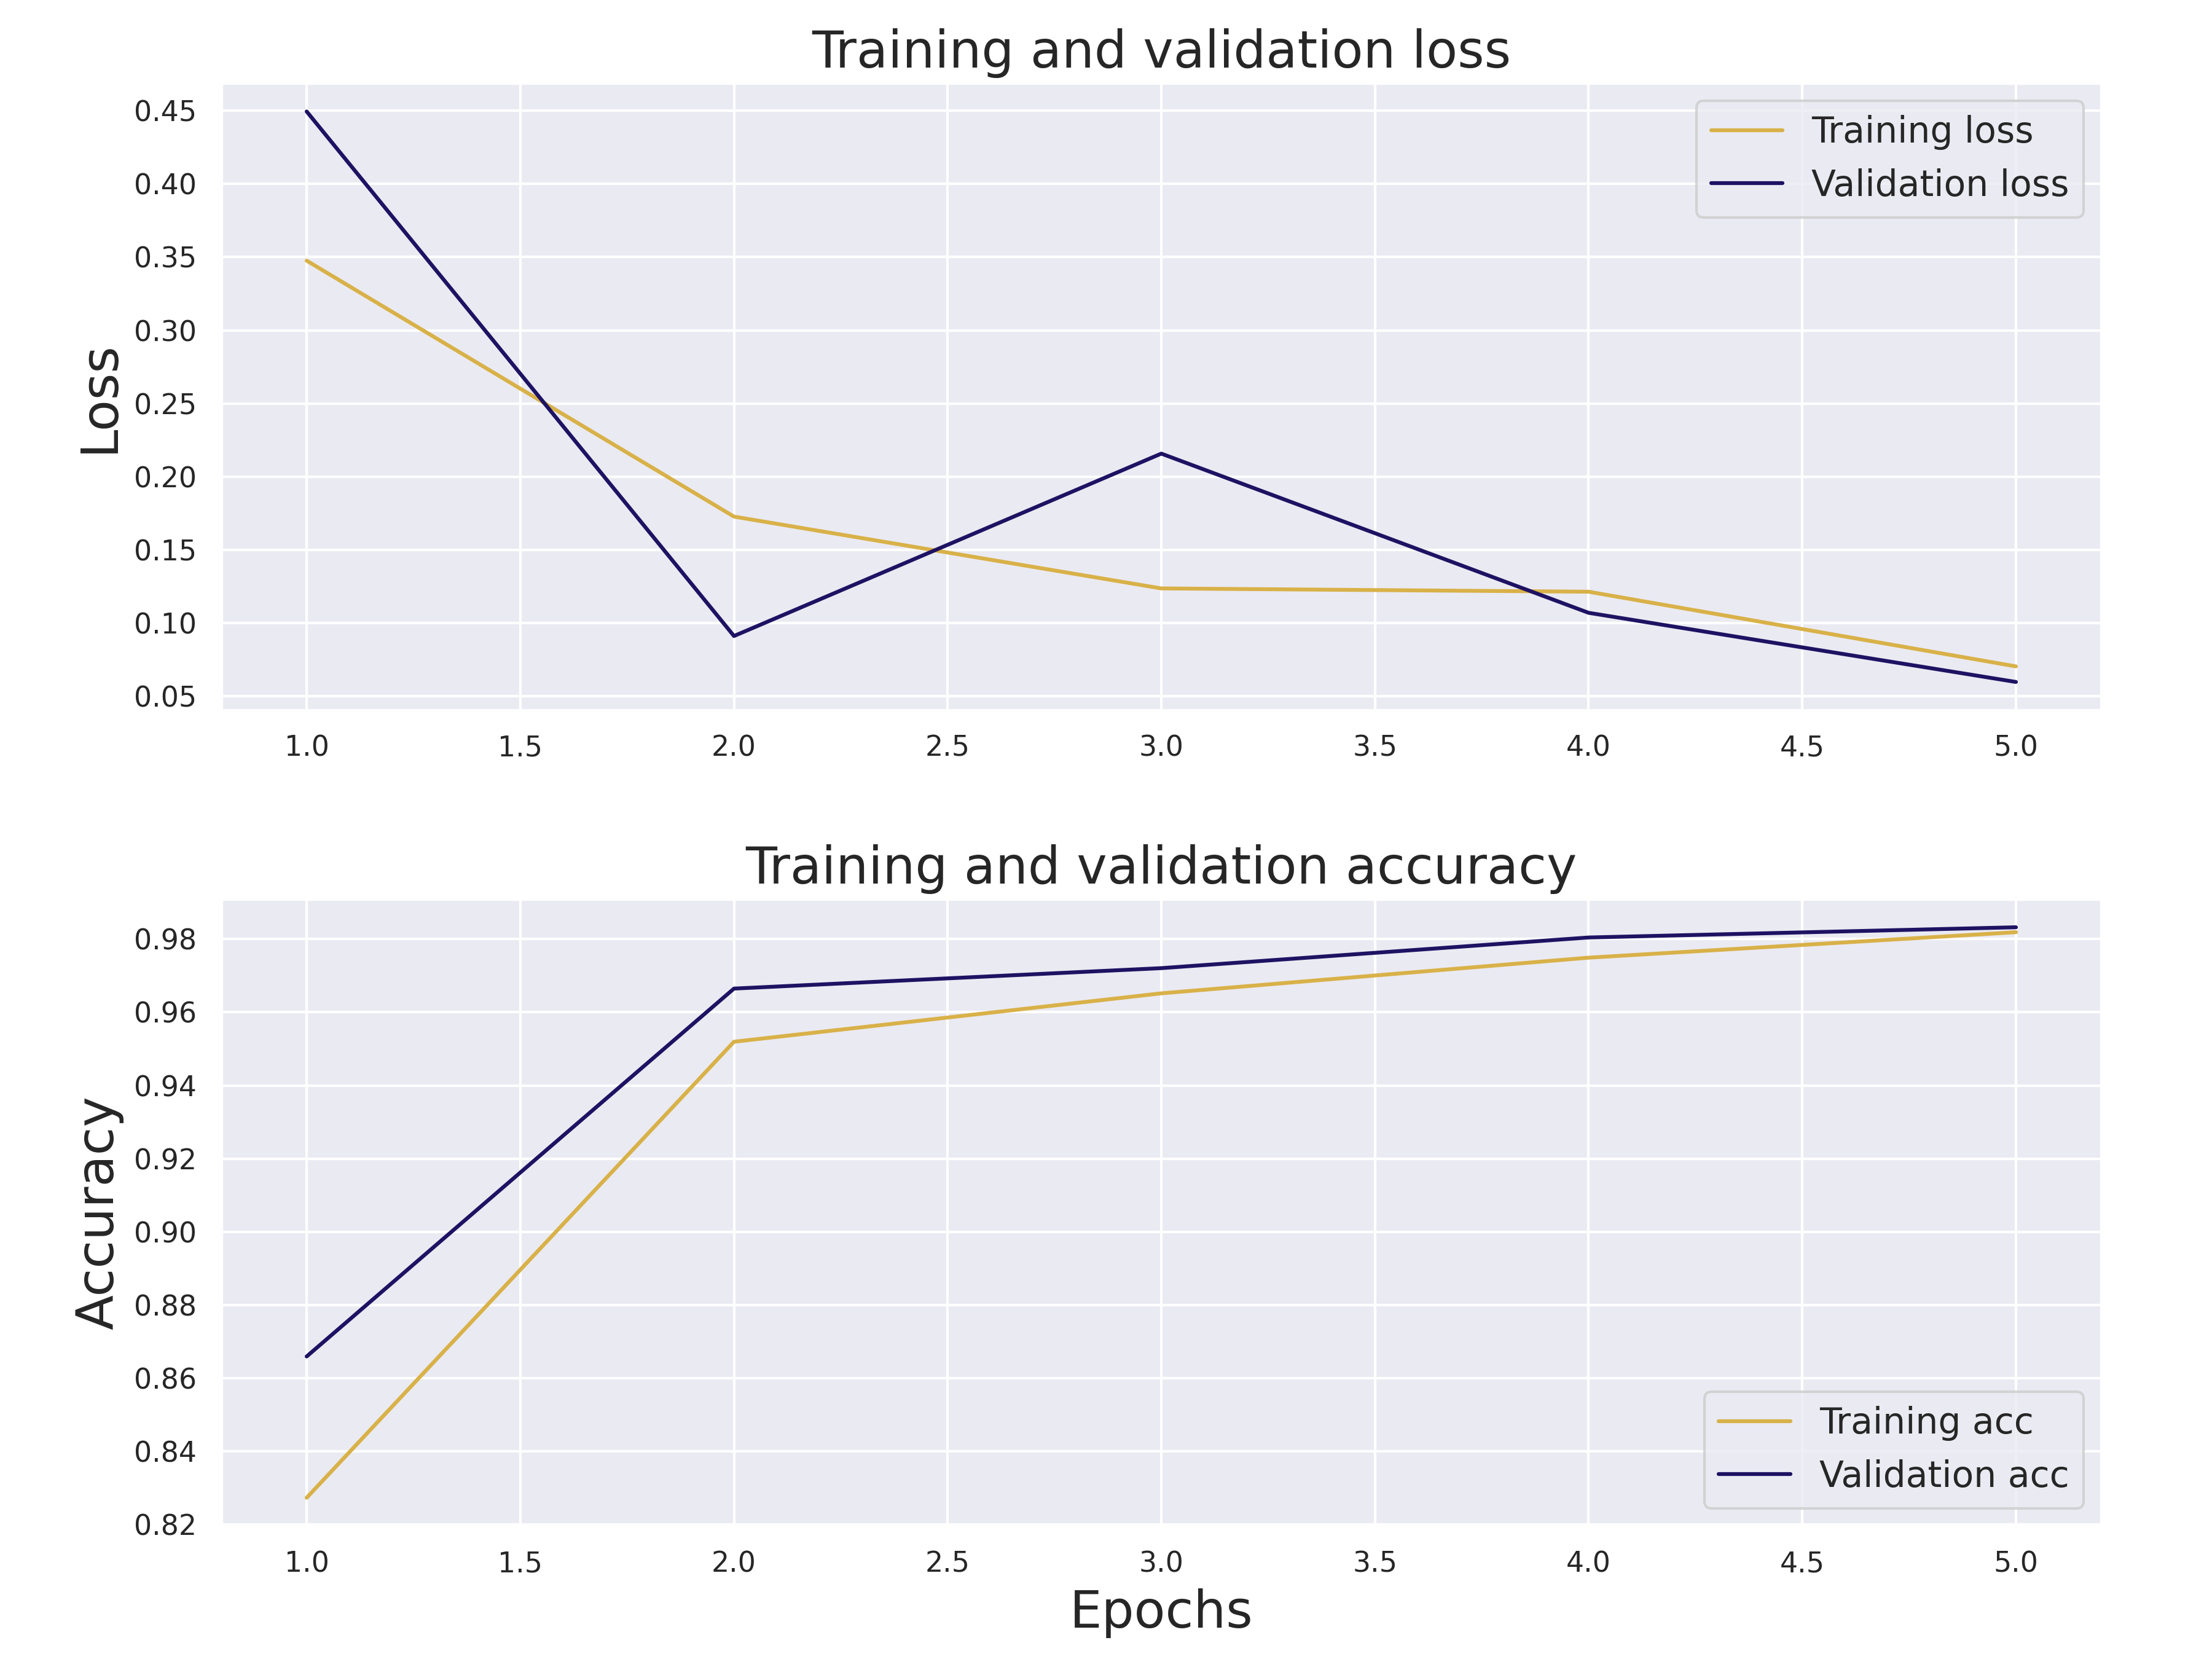 Training and validation loss
Loss
0.45
0.40
0.35
0.30
0.25
0.20
0.15
0.10
0.05
Training loss
Validation loss
1.0 1.5 2.0 2.5 3.0 3.5 4.0 4.5 5.0
Training and validation accuracy
Accuracy
0.98
0.96
0.94
0.92
0.90
0.88
0.86
0.84
0.82
Training acc
Validation acc
1.0 1.5 2.0 2.5 3.0 3.5 4.0 4.5 5.0
Epochs